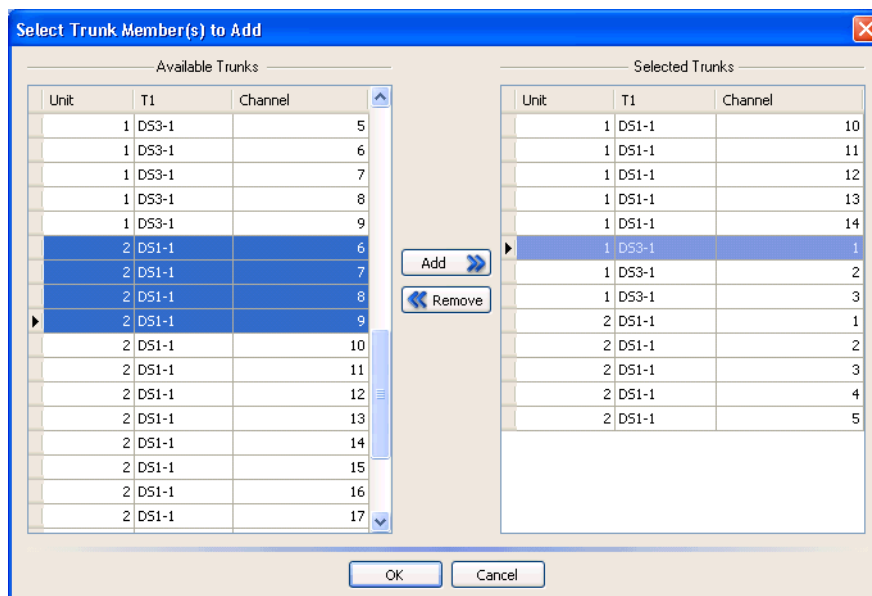 Select Trunk Member(s) to Add
Available Trunks
Unit T1 Channel
1 DS3-1 5
1 DS3-1 6
1 DS3-1 7
1 DS3-1 8
1 DS3-1 9
2 DS1-1 6
2 DS1-1 7
2 DS1-1 8
2 DS1-1 9
2 DS1-1 10
2 DS1-1 11
2 DS1-1 12
2 DS1-1 13
2 DS1-1 14
2 DS1-1 15
2 DS1-1 16
2 DS1-1 17
Add
Remove
Selected Trunks
Unit T1 Channel
1 DS1-1 10
1 DS1-1 11
1 DS1-1 12
1 DS1-1 13
1 DS1-1 14
1 DS3-1 1
1 DS3-1 2
1 DS3-1 3
2 DS1-1 1
2 DS1-1 2
2 DS1-1 3
2 DS1-1 4
2 DS1-1 5
OK
Cancel